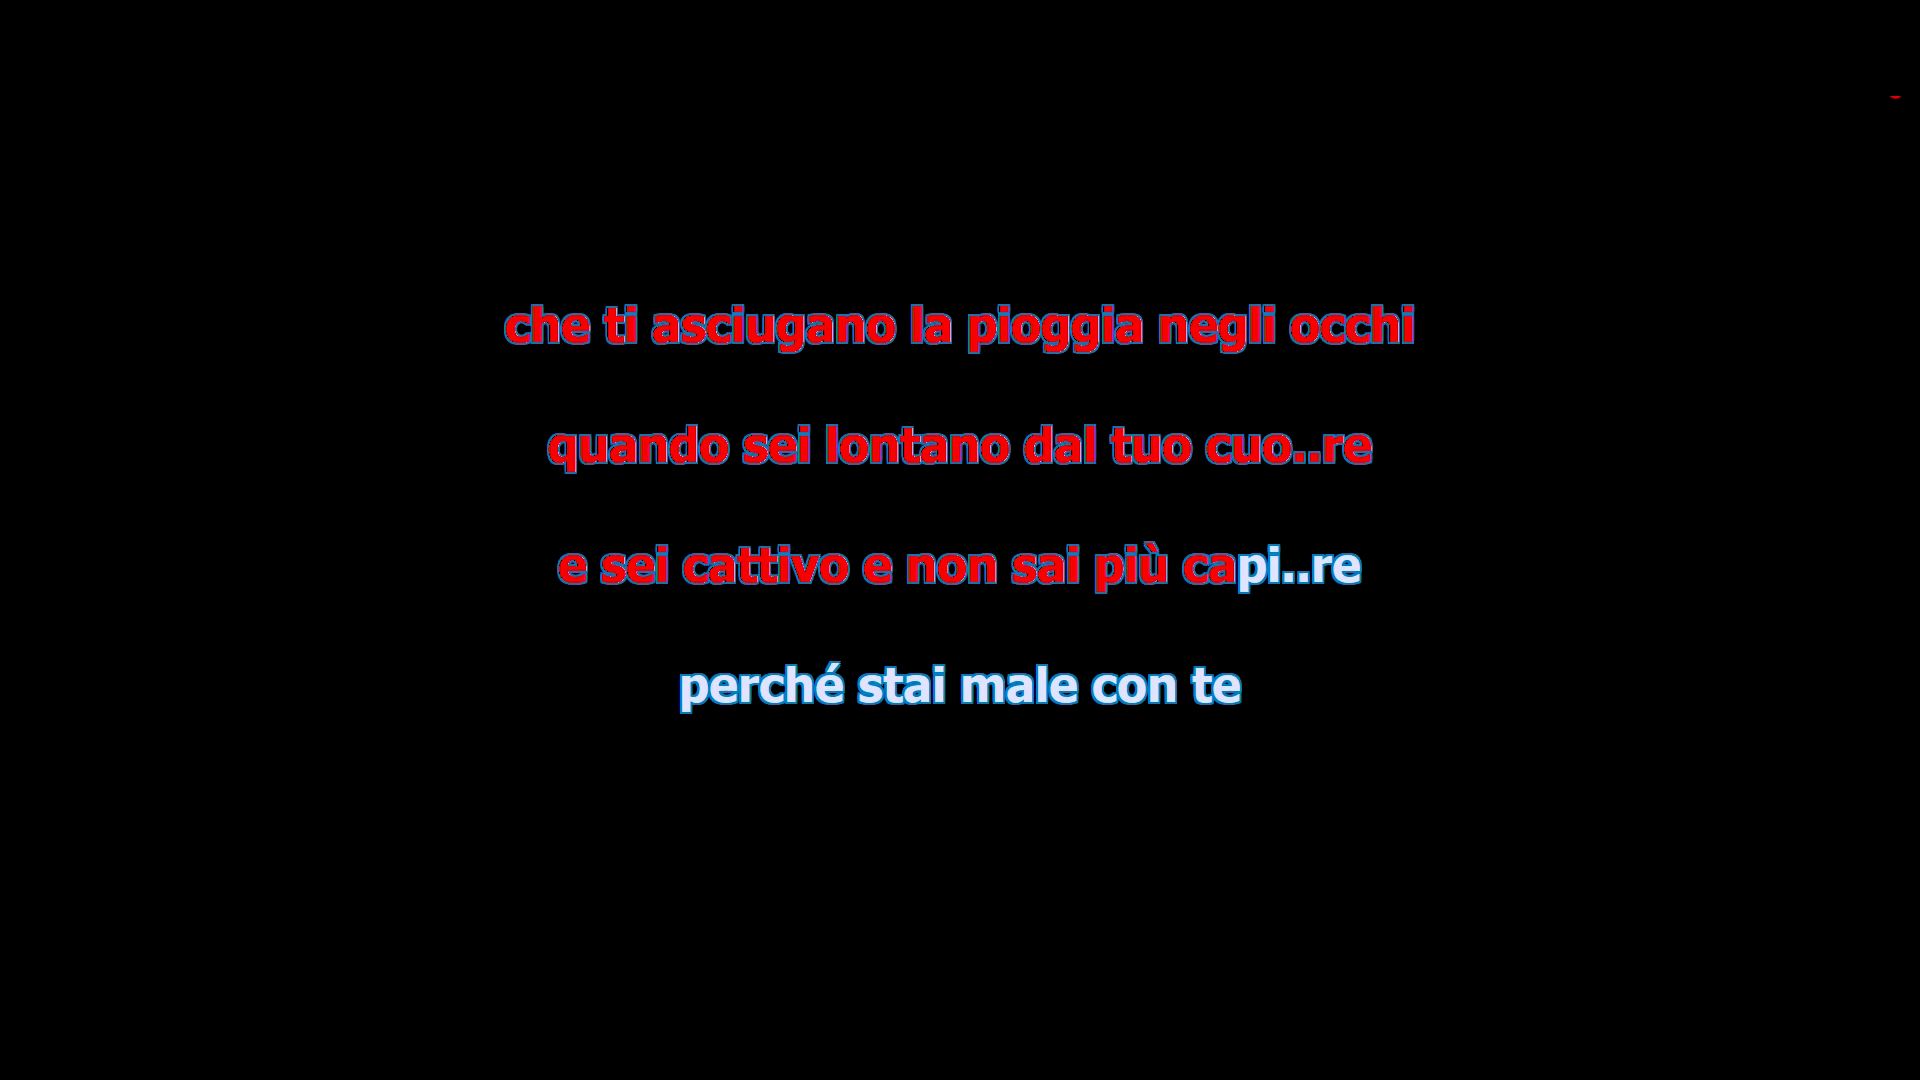 che ti asciugano la pioggia negli occhi
quando sei lontano dal tuo cuo..re
e sei cattivo e non sai più capi..re
perché stai male con te